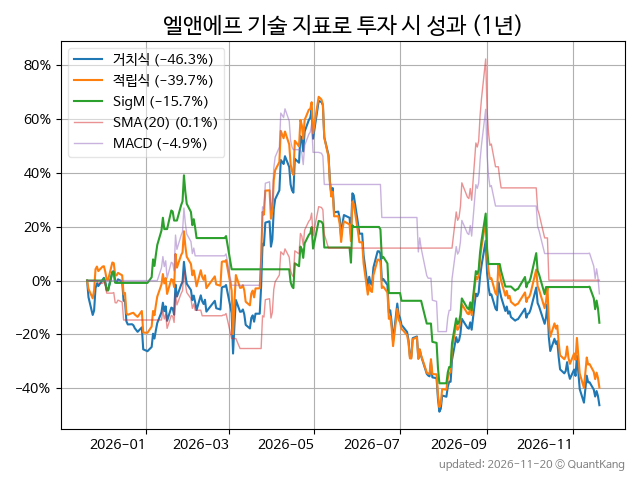 엘앤에프 기술 지표로 투자 시 성과 (1년)
거치식 (−46.3%)
적립식 (−39.7%)
SigM (−15.7%)
SMA(20) (0.1%)
MACD (−4.9%)
80%
60%
40%
20%
0%
−20%
−40%
2026-01
2026-03
2026-05
2026-07
2026-09
2026-11
updated: 2026-11-20 © QuantKang